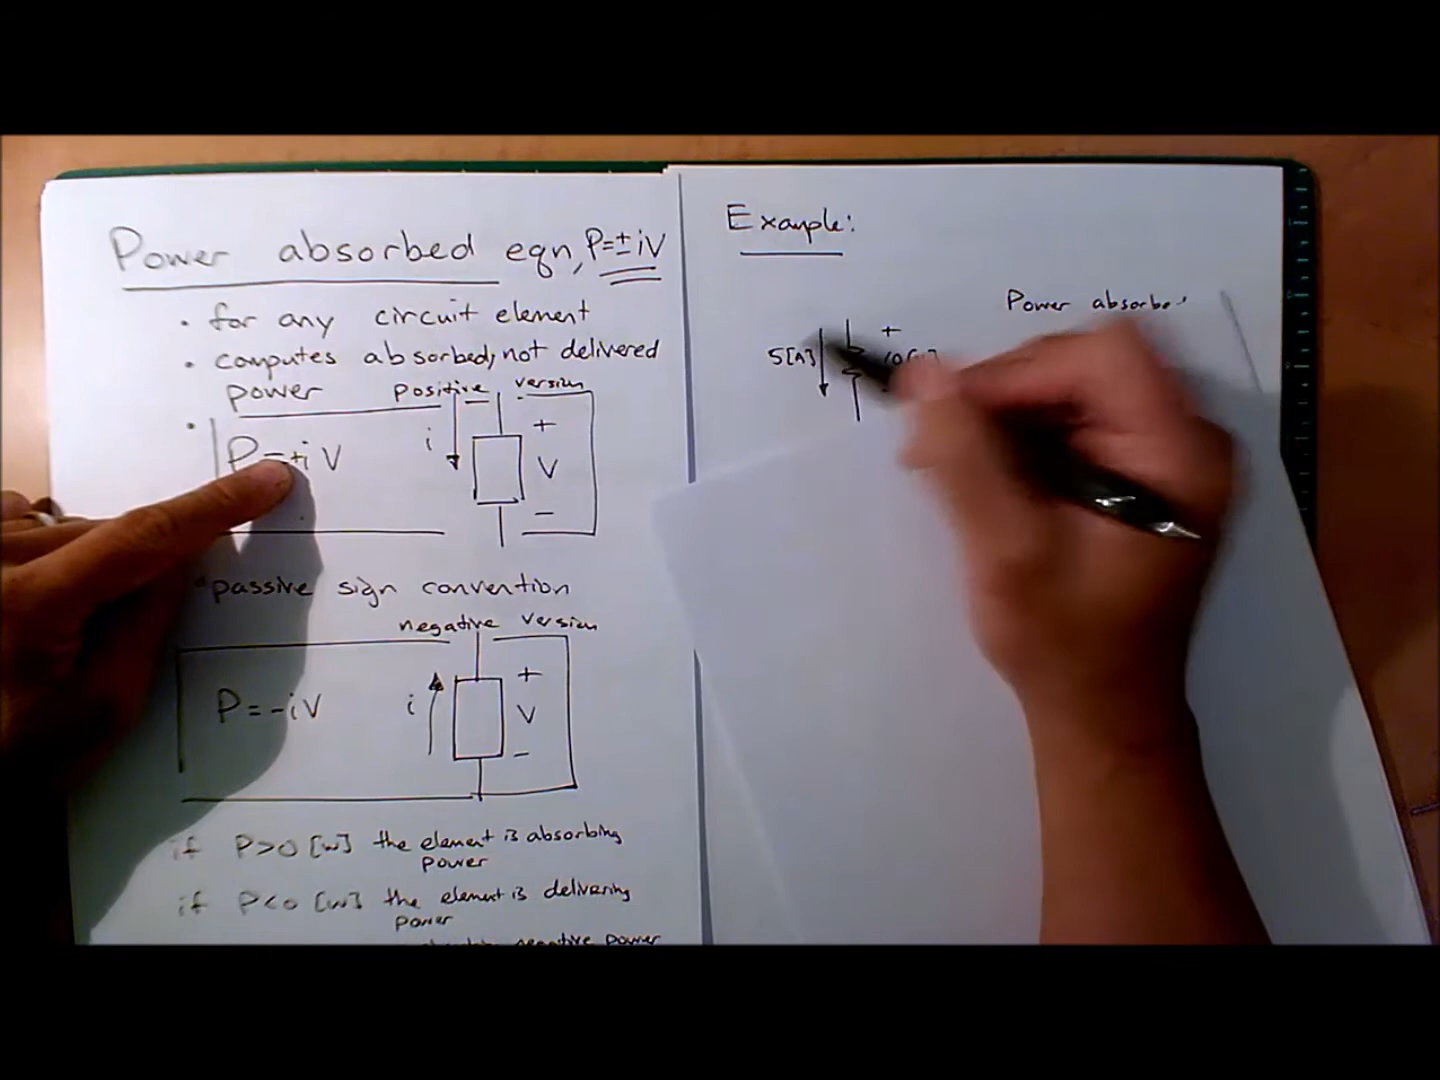 Power absorbed eqn, P=±iV
• for any circuit element
• computes absorbed, not delivered
power positive version
• P=+iV i + V -
"passive sign convention
negative version
P=-iV i + V -
if P>0 [w] the element is absorbing
power
if P<0 [w] the element is delivering
power
negative power
Example:
Power
5[A] +